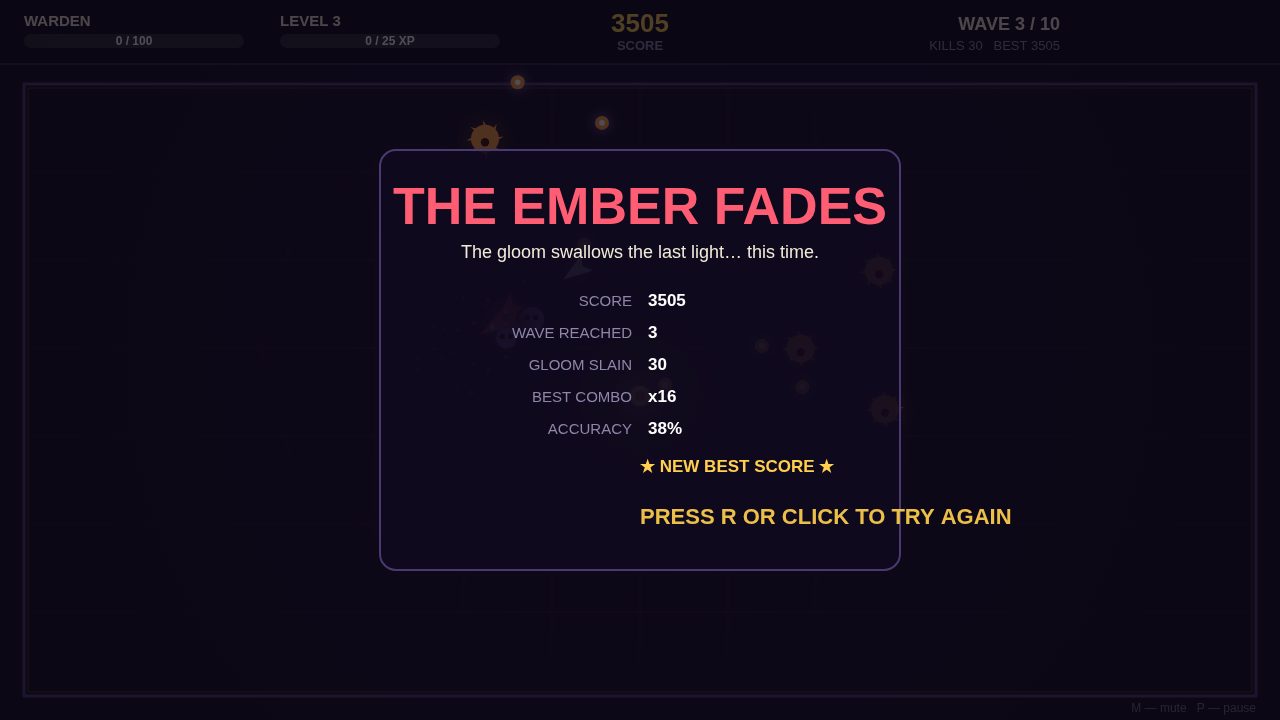 WARDEN
0 / 100
LEVEL 3
0 / 25 XP
3505
SCORE
WAVE 3 / 10
KILLS 30 BEST 3505
THE EMBER FADES
The gloom swallows the last light… this time.
SCORE 3505
WAVE REACHED 3
GLOOM SLAIN 30
BEST COMBO x16
ACCURACY 38%
★ NEW BEST SCORE ★
PRESS R OR CLICK TO TRY AGAIN
M — mute P — pause